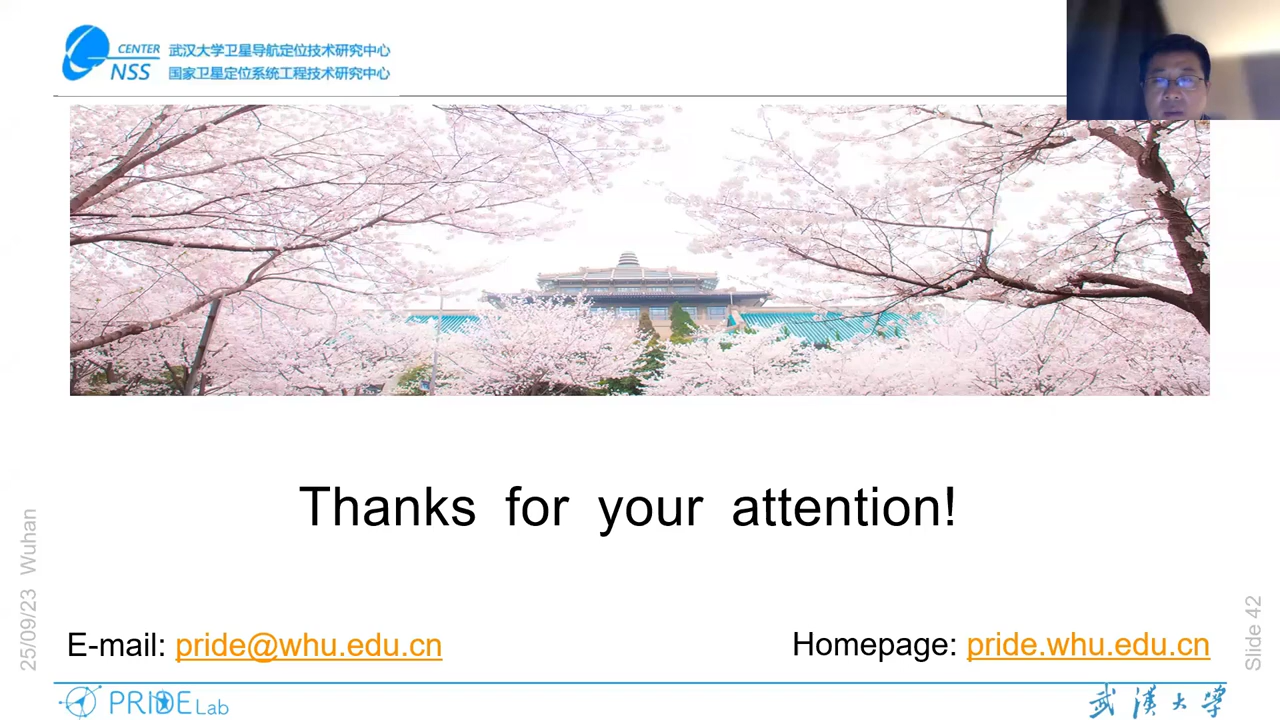 CENTER
NSS
武汉大学卫星导航定位技术研究中心
国家卫星定位系统工程技术研究中心
Thanks for your attention!
25/09/23 Wuhan
Slide 42
E-mail: pride@whu.edu.cn
Homepage: pride.whu.edu.cn
PRIDE Lab
武漢大学